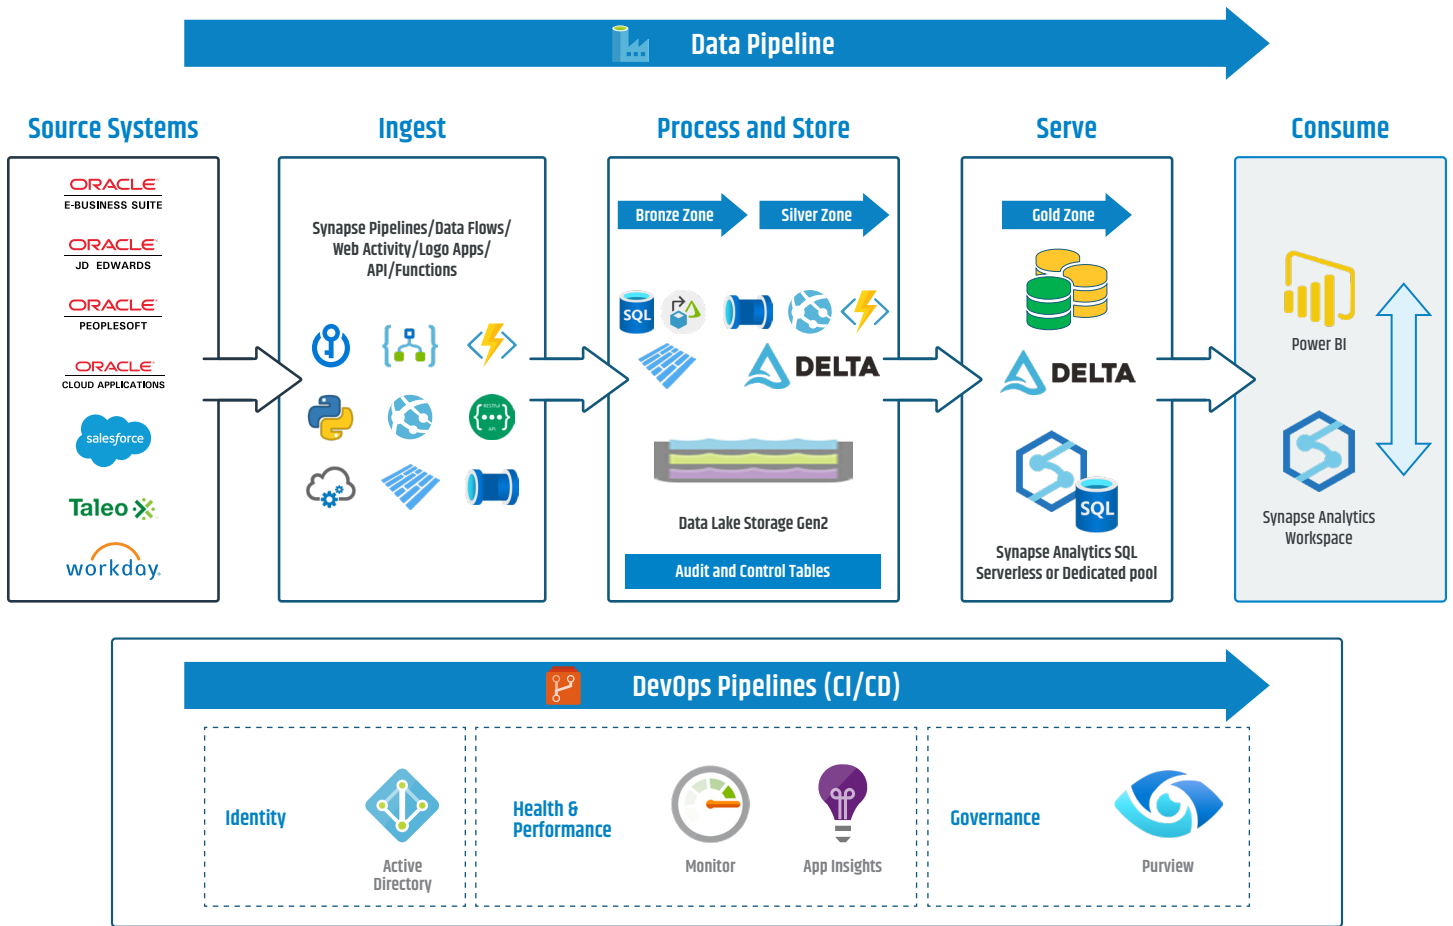 Data Pipeline
Source Systems
Ingest
Process and Store
Serve
Consume
ORACLE
E-BUSINESS SUITE
ORACLE
JD EDWARDS
ORACLE
PEOPLESOFT
ORACLE
CLOUD APPLICATIONS
salesforce
Taleo
workday.
Synapse Pipelines/Data Flows/
Web Activity/Logo Apps/
API/Functions
RESTful
API
Bronze Zone
Silver Zone
SQL
DELTA
Data Lake Storage Gen2
Audit and Control Tables
Gold Zone
DELTA
SQL
Synapse Analytics SQL
Serverless or Dedicated pool
Power BI
Synapse Analytics
Workspace
DevOps Pipelines (CI/CD)
Identity
Active
Directory
Health &
Performance
Monitor
App Insights
Governance
Purview